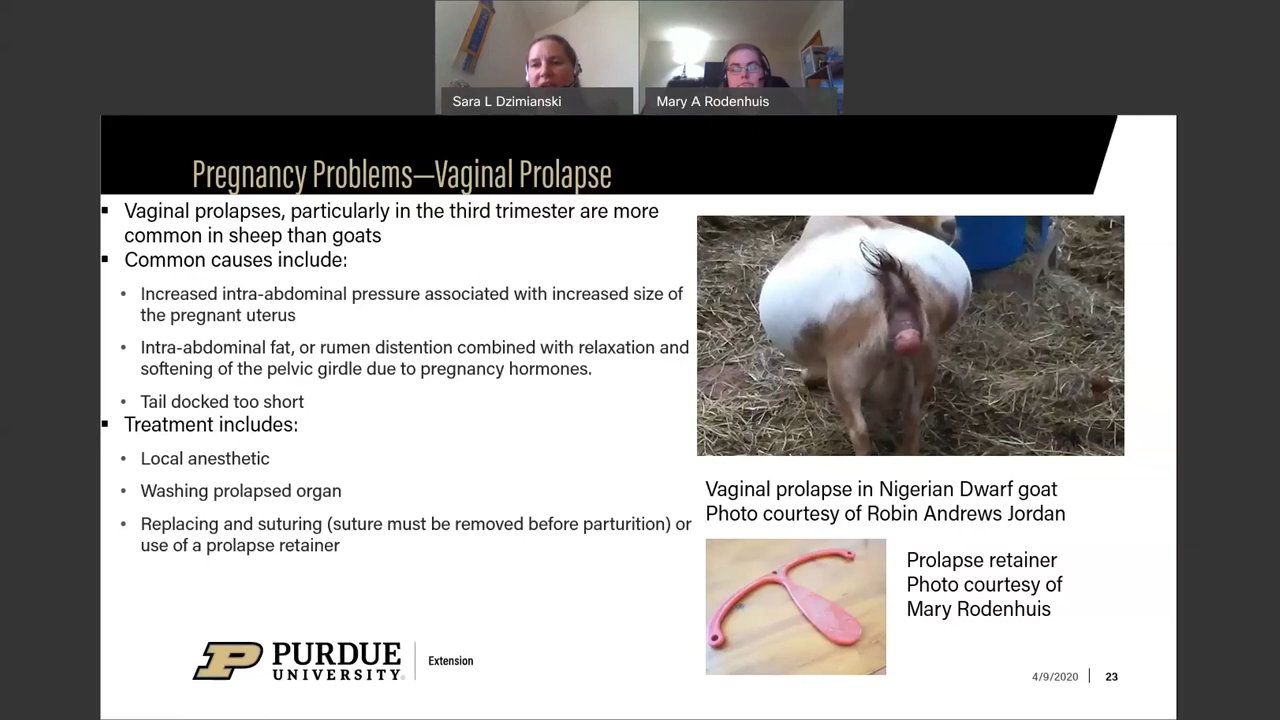 Sara L Dzimianski
Mary A Rodenhuis
Pregnancy Problems—Vaginal Prolapse
▪ Vaginal prolapses, particularly in the third trimester are more
common in sheep than goats
▪ Common causes include:
• Increased intra-abdominal pressure associated with increased size of
the pregnant uterus
• Intra-abdominal fat, or rumen distention combined with relaxation and
softening of the pelvic girdle due to pregnancy hormones.
• Tail docked too short
▪ Treatment includes:
• Local anesthetic
• Washing prolapsed organ
• Replacing and suturing (suture must be removed before parturition) or
use of a prolapse retainer
Vaginal prolapse in Nigerian Dwarf goat
Photo courtesy of Robin Andrews Jordan
Prolapse retainer
Photo courtesy of
Mary Rodenhuis
P PURDUE
UNIVERSITY®
Extension
4/9/2020 | 23